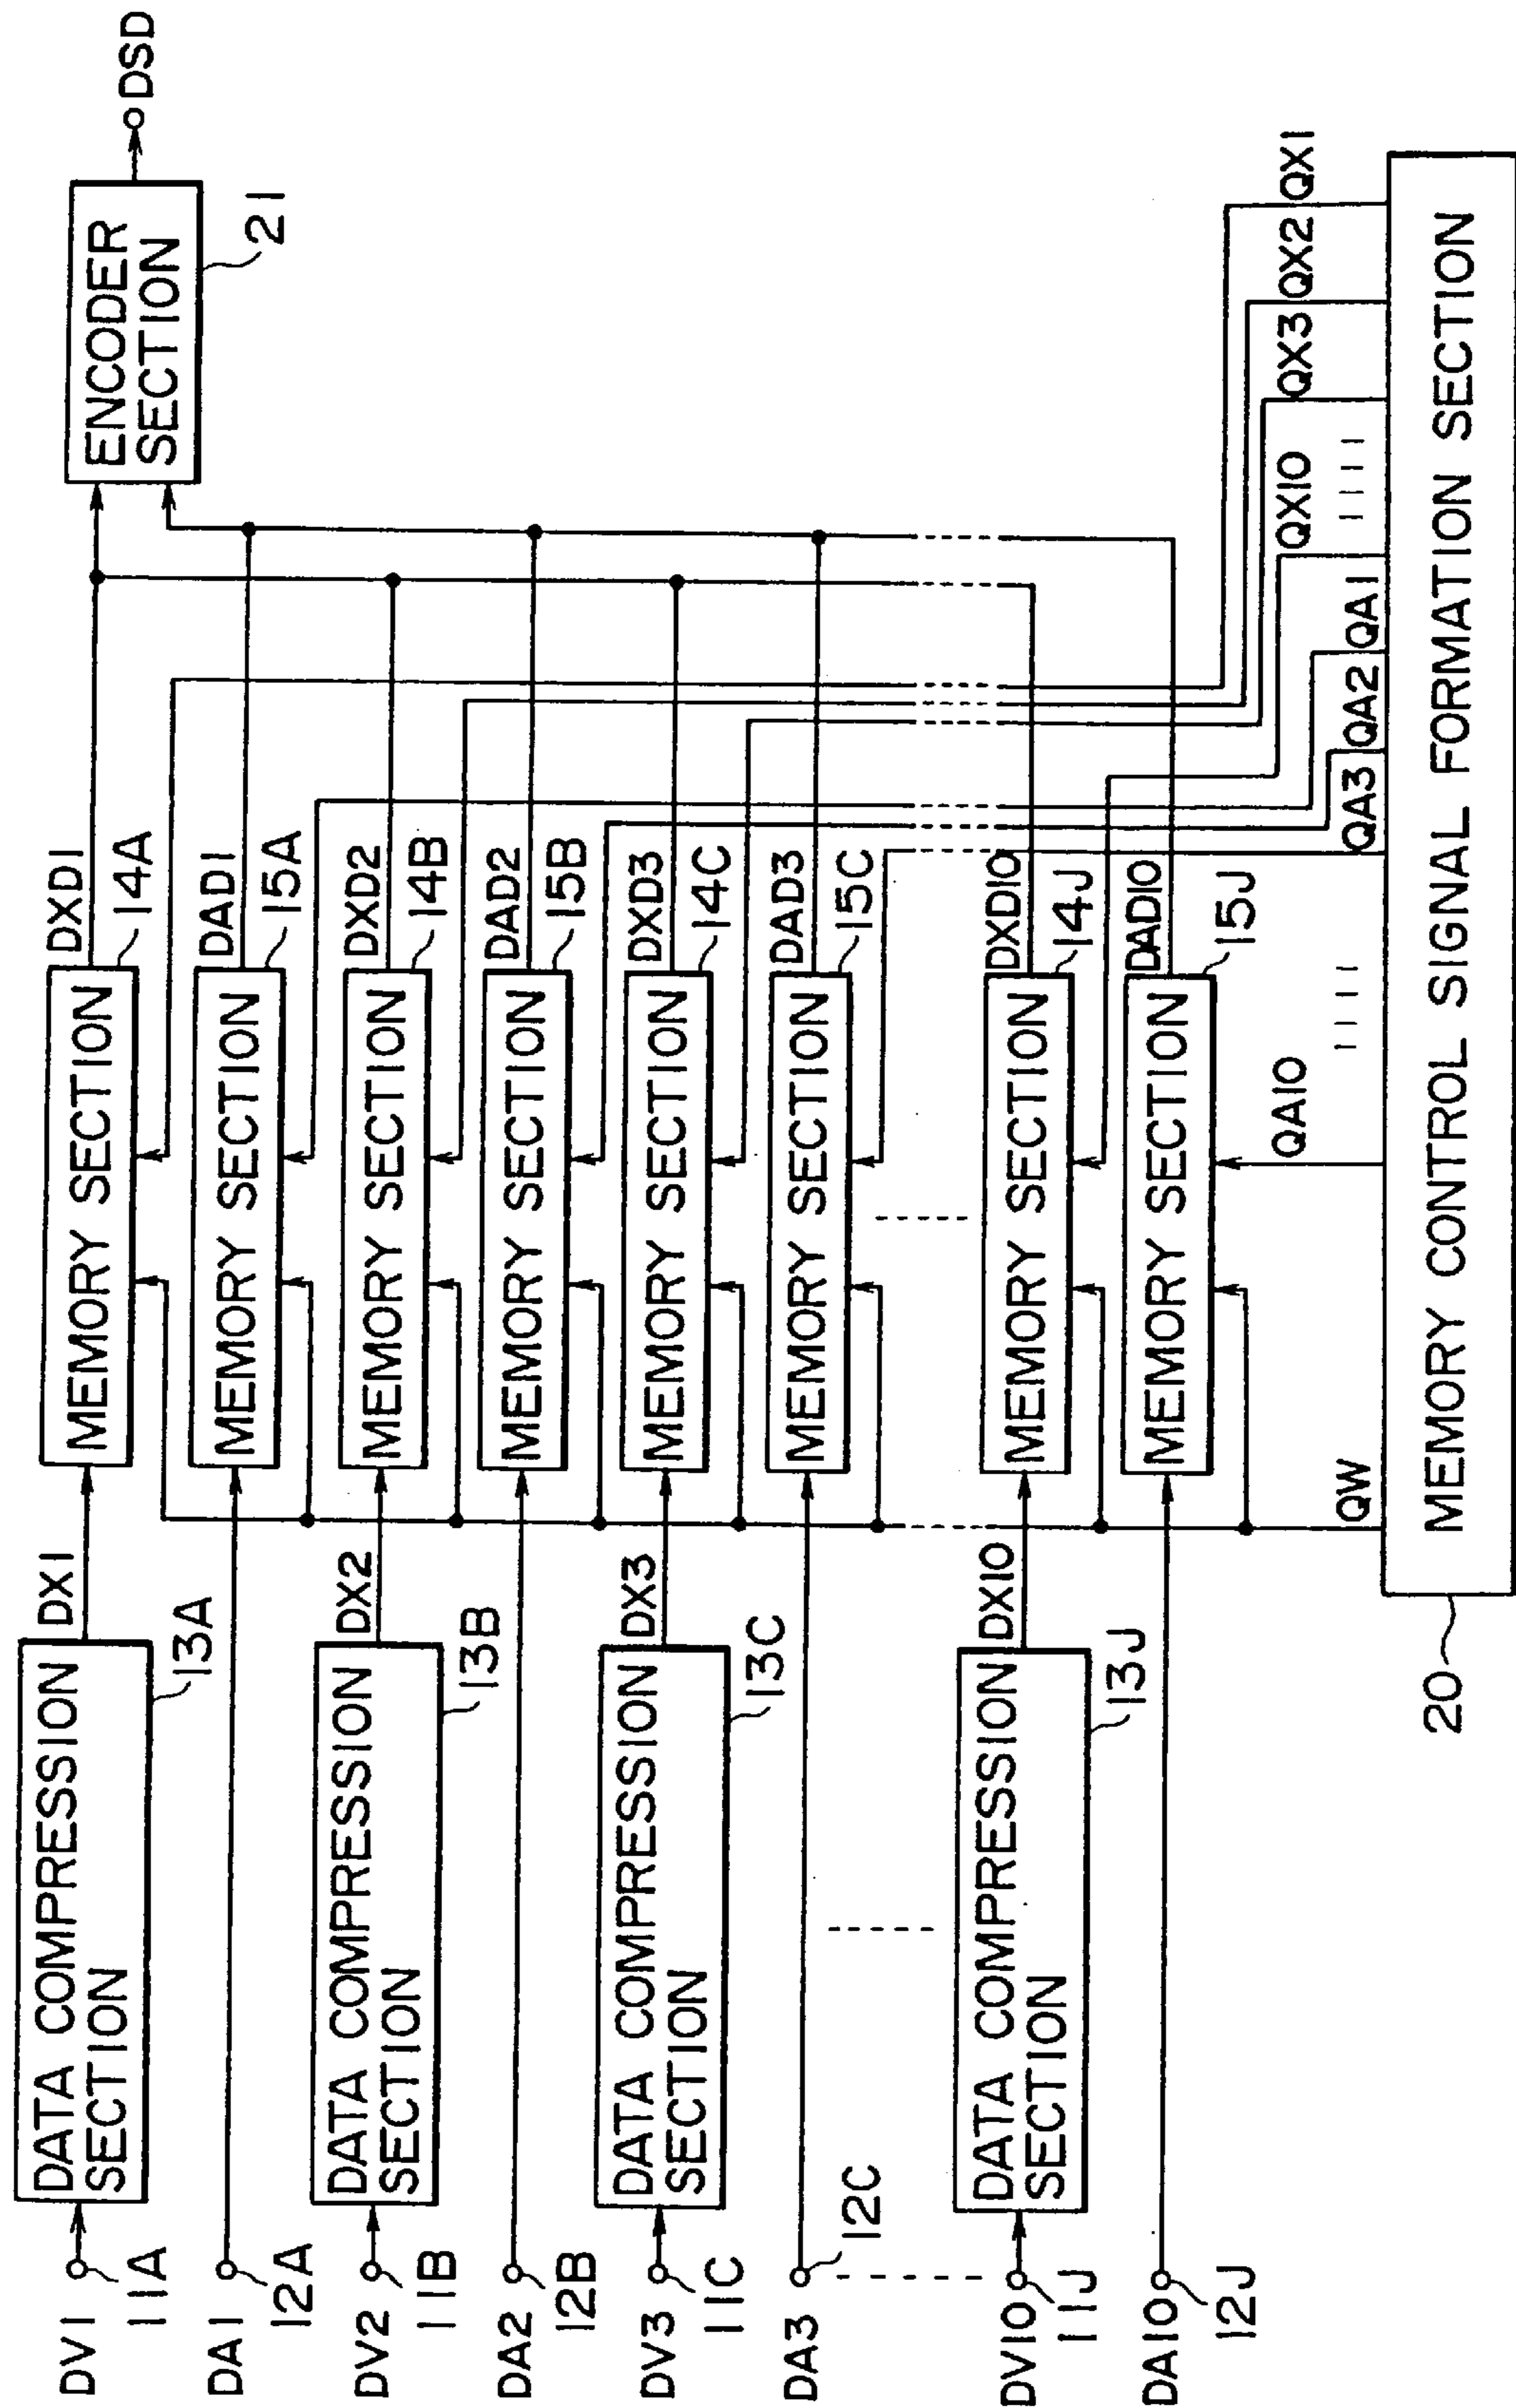 DV1
11A
DATA COMPRESSION
SECTION
13A
DX1
MEMORY SECTION
14A
DXD1
ENCODER
SECTION
21
DSD
DA1
12A
MEMORY SECTION
15A
DAD1
DV2
11B
DATA COMPRESSION
SECTION
13B
DX2
MEMORY SECTION
14B
DXD2
DA2
12B
MEMORY SECTION
15B
DAD2
DV3
11C
DATA COMPRESSION
SECTION
13C
DX3
MEMORY SECTION
14C
DXD3
DA3
12C
MEMORY SECTION
15C
DAD3
DV10
11J
DATA COMPRESSION
SECTION
13J
DX10
MEMORY SECTION
14J
DXD10
DA10
12J
MEMORY SECTION
15J
DAD10
QW
QA10
QA3
QA2
QA1
QX10
QX3
QX2
QX1
20
MEMORY CONTROL SIGNAL FORMATION SECTION